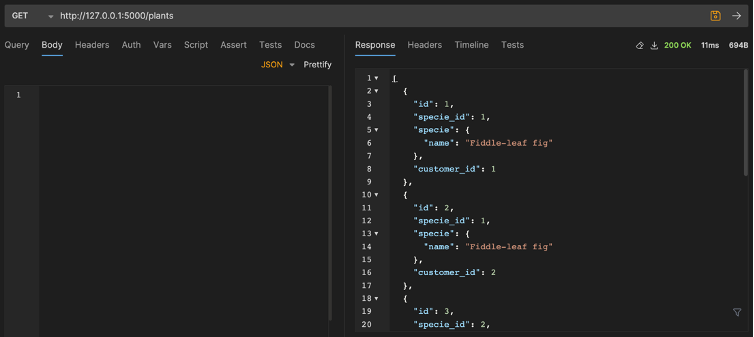 GET http://127.0.0.1:5000/plants
Query Body Headers Auth Vars Script Assert Tests Docs
JSON Prettify
1
Response Headers Timeline Tests 200 OK 11ms 694B
1 [
2 {
3 "id": 1,
4 "specie_id": 1,
5 "specie": {
6 "name": "Fiddle-leaf fig"
7 },
8 "customer_id": 1
9 },
10 {
11 "id": 2,
12 "specie_id": 1,
13 "specie": {
14 "name": "Fiddle-leaf fig"
15 },
16 "customer_id": 2
17 },
18 {
19 "id": 3,
20 "specie_id": 2,